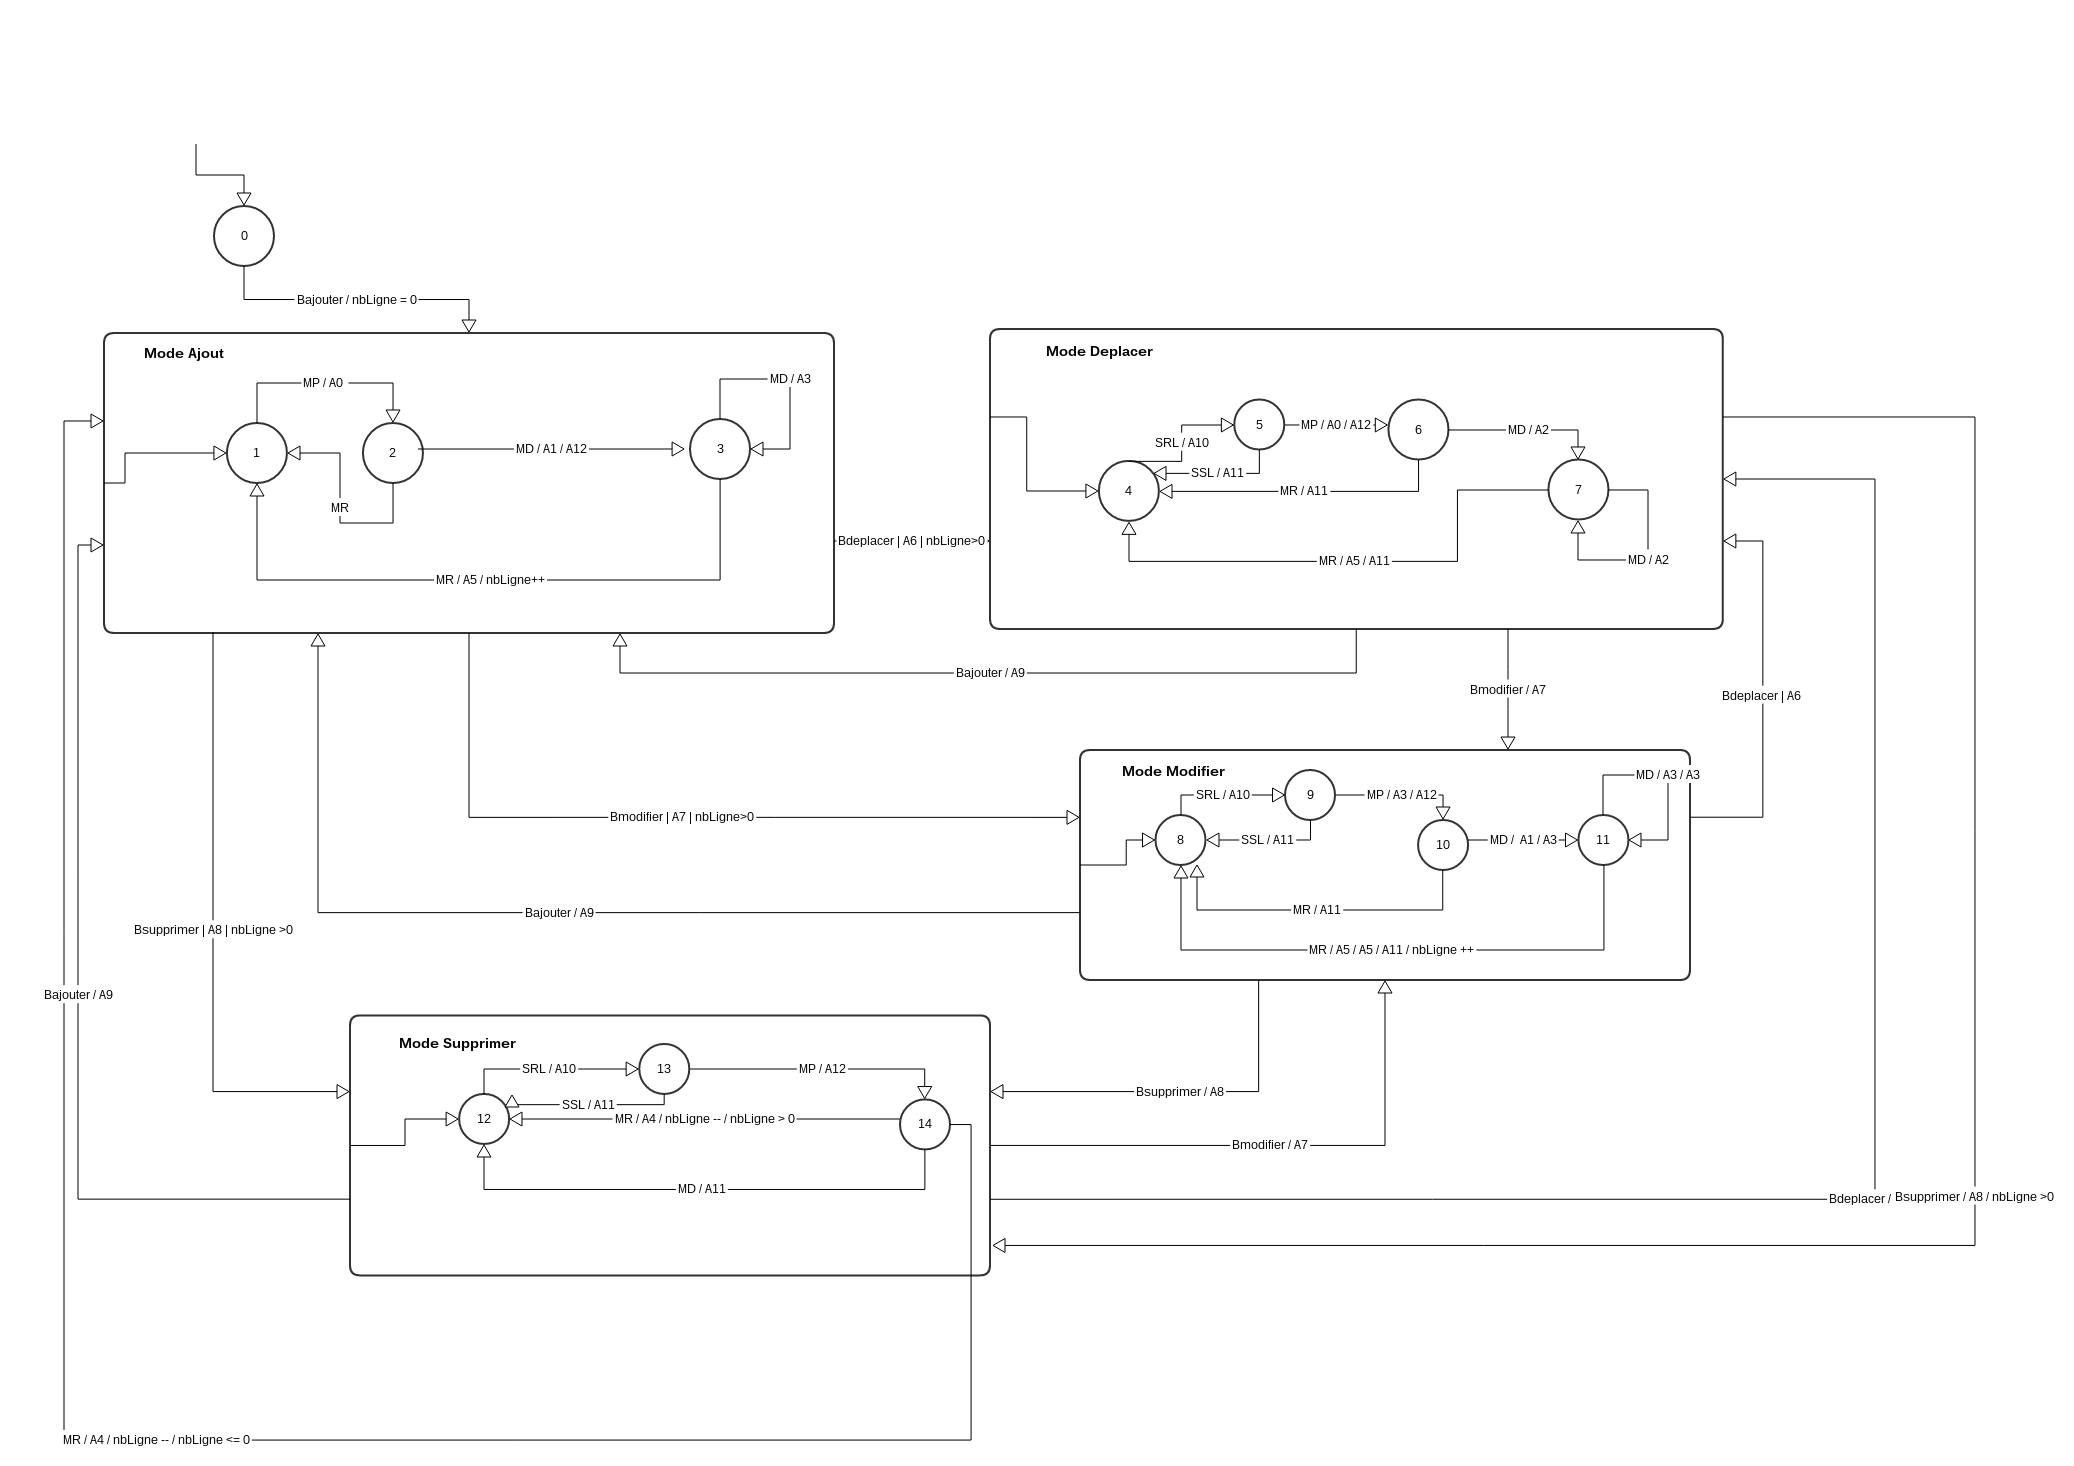 0
Bajouter / nbLigne = 0
Mode Ajout
MP / A0
MD / A3
1
2
MD / A1 / A12
3
MR
MR / A5 / nbLigne++
Bdeplacer | A6 | nbLigne>0
Mode Deplacer
5
MP / A0 / A12
6
MD / A2
SRL / A10
SSL / A11
4
MR / A11
7
MR / A5 / A11
MD / A2
Bajouter / A9
Bmodifier / A7
Bdeplacer | A6
Mode Modifier
MD / A3 / A3
SRL / A10
9
MP / A3 / A12
Bmodifier | A7 | nbLigne>0
8
SSL / A11
10
MD /  A1 / A3
11
Bajouter / A9
MR / A11
Bsupprimer | A8 | nbLigne >0
MR / A5 / A5 / A11 / nbLigne ++
Bajouter / A9
Mode Supprimer
SRL / A10
13
MP / A12
SSL / A11
Bsupprimer / A8
12
MR / A4 / nbLigne -- / nbLigne > 0
14
Bmodifier / A7
MD / A11
Bdeplacer /
Bsupprimer / A8 / nbLigne >0
MR / A4 / nbLigne -- / nbLigne <= 0